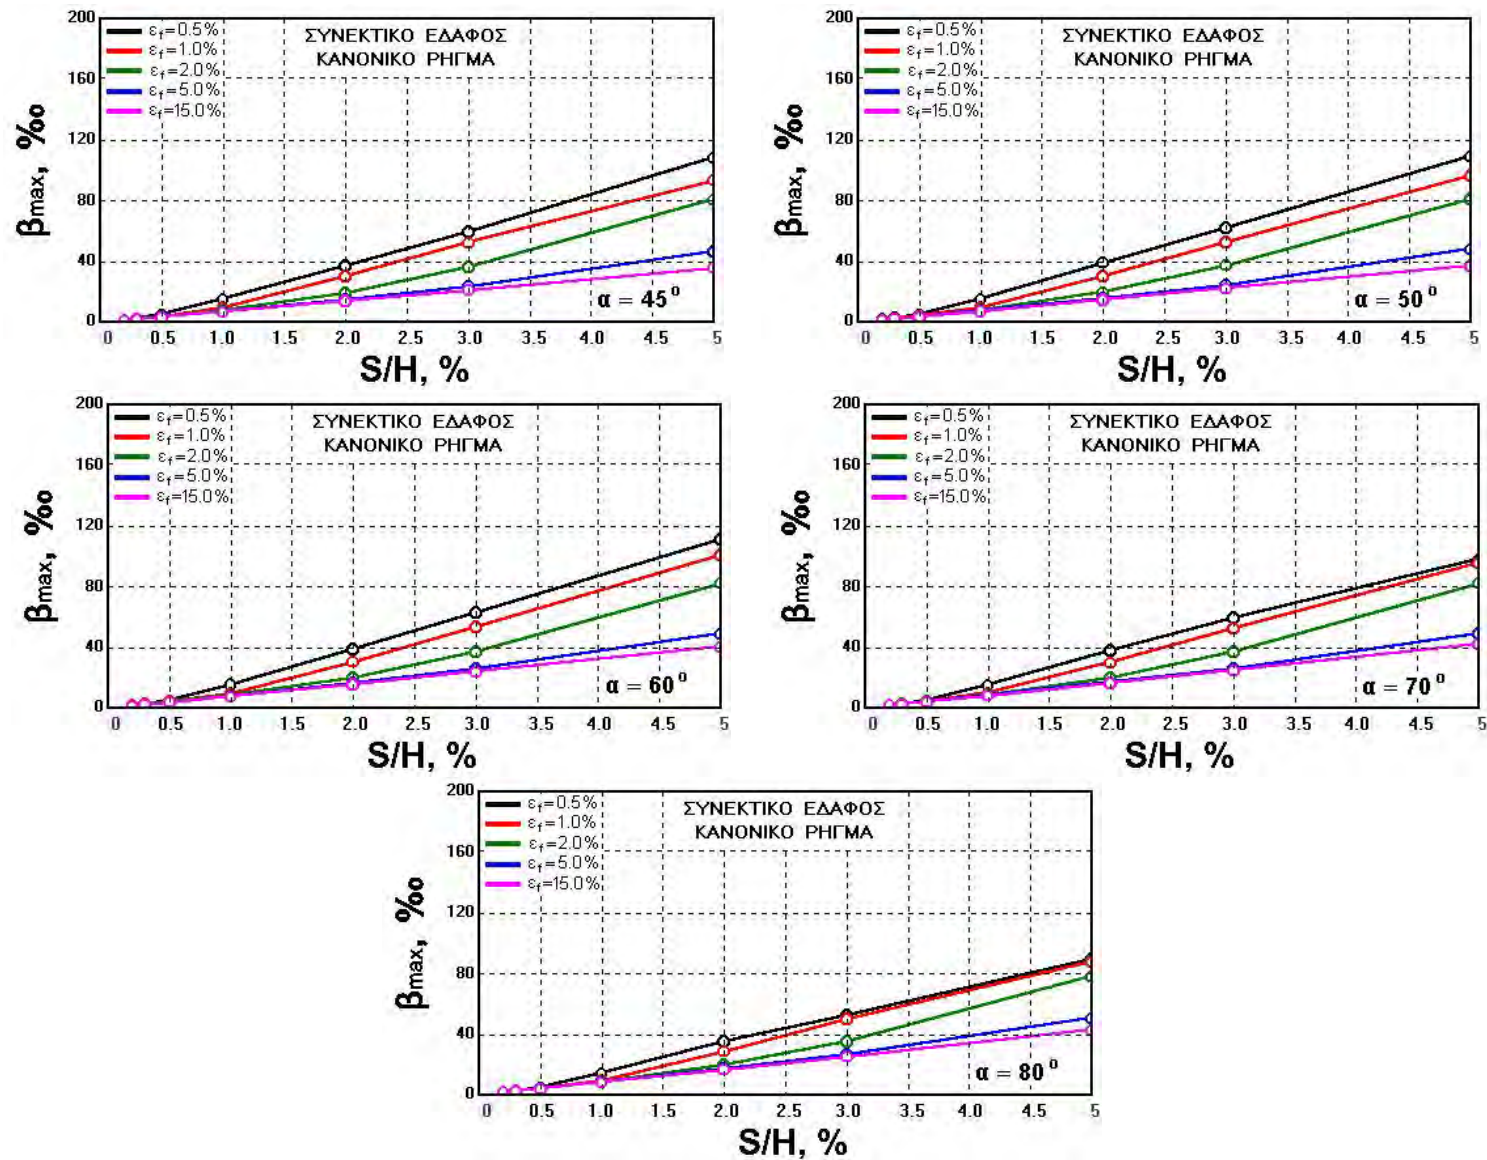 200
160
120
80
40
0
βmax, ‰
εf=0.5%
εf=1.0%
εf=2.0%
εf=5.0%
εf=15.0%
ΣΥΝΕΚΤΙΚΟ ΕΔΑΦΟΣ
ΚΑΝΟΝΙΚΟ ΡΗΓΜΑ
α = 45⁰
0 0.5 1.0 1.5 2.0 2.5 3.0 3.5 4.0 4.5 5
S/H, %
200
160
120
80
40
0
βmax, ‰
εf=0.5%
εf=1.0%
εf=2.0%
εf=5.0%
εf=15.0%
ΣΥΝΕΚΤΙΚΟ ΕΔΑΦΟΣ
ΚΑΝΟΝΙΚΟ ΡΗΓΜΑ
α = 50⁰
0 0.5 1.0 1.5 2.0 2.5 3.0 3.5 4.0 4.5 5
S/H, %
200
160
120
80
40
0
βmax, ‰
εf=0.5%
εf=1.0%
εf=2.0%
εf=5.0%
εf=15.0%
ΣΥΝΕΚΤΙΚΟ ΕΔΑΦΟΣ
ΚΑΝΟΝΙΚΟ ΡΗΓΜΑ
α = 60⁰
0 0.5 1.0 1.5 2.0 2.5 3.0 3.5 4.0 4.5 5
S/H, %
200
160
120
80
40
0
βmax, ‰
εf=0.5%
εf=1.0%
εf=2.0%
εf=5.0%
εf=15.0%
ΣΥΝΕΚΤΙΚΟ ΕΔΑΦΟΣ
ΚΑΝΟΝΙΚΟ ΡΗΓΜΑ
α = 70⁰
0 0.5 1.0 1.5 2.0 2.5 3.0 3.5 4.0 4.5 5
S/H, %
200
160
120
80
40
0
βmax, ‰
εf=0.5%
εf=1.0%
εf=2.0%
εf=5.0%
εf=15.0%
ΣΥΝΕΚΤΙΚΟ ΕΔΑΦΟΣ
ΚΑΝΟΝΙΚΟ ΡΗΓΜΑ
α = 80⁰
0 0.5 1.0 1.5 2.0 2.5 3.0 3.5 4.0 4.5 5
S/H, %